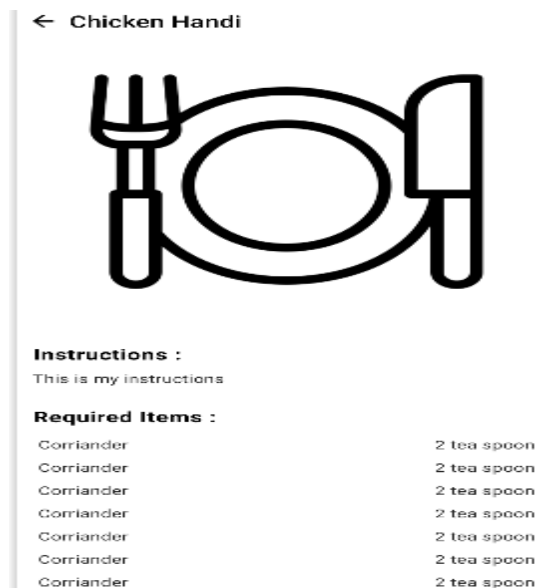 ← Chicken Handi
Instructions :
This is my instructions
Required Items :
Corriander 2 tea spoon
Corriander 2 tea spoon
Corriander 2 tea spoon
Corriander 2 tea spoon
Corriander 2 tea spoon
Corriander 2 tea spoon
Corriander 2 tea spoon